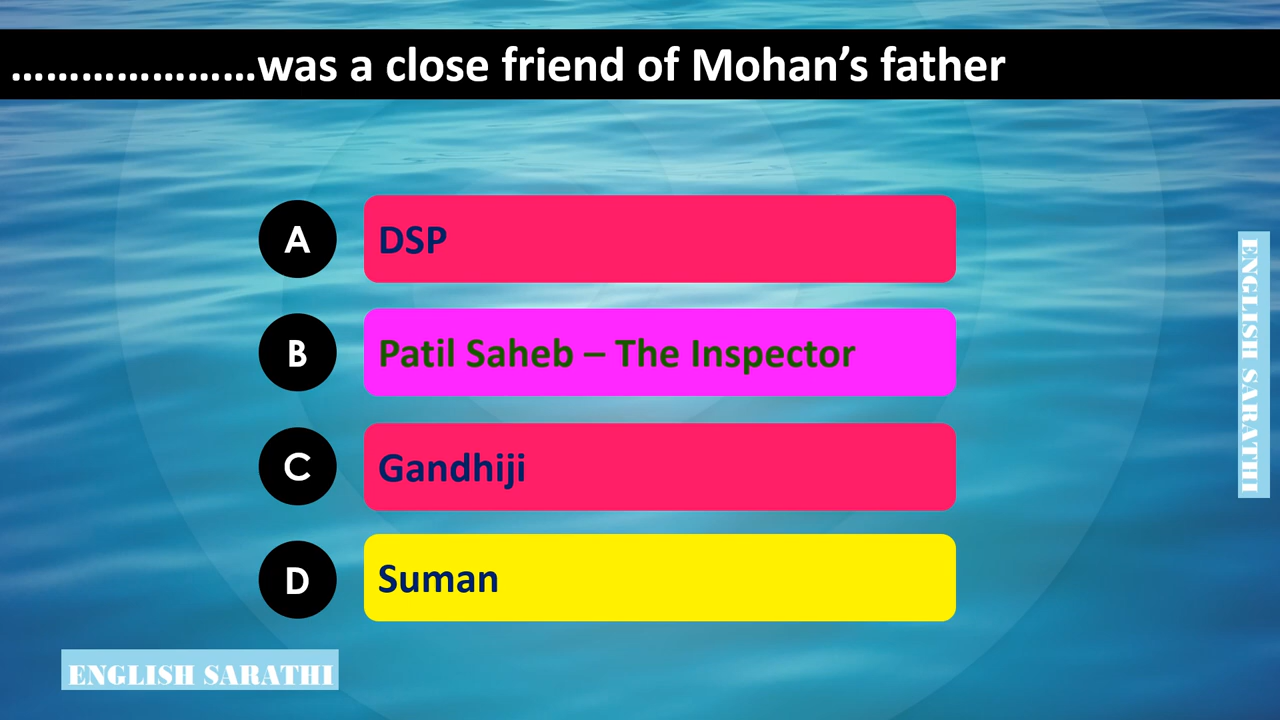 .....................was a close friend of Mohan’s father
A
DSP
B
Patil Saheb – The Inspector
C
Gandhiji
D
Suman
ENGLISH SARATHI
ENGLISH SARATHI